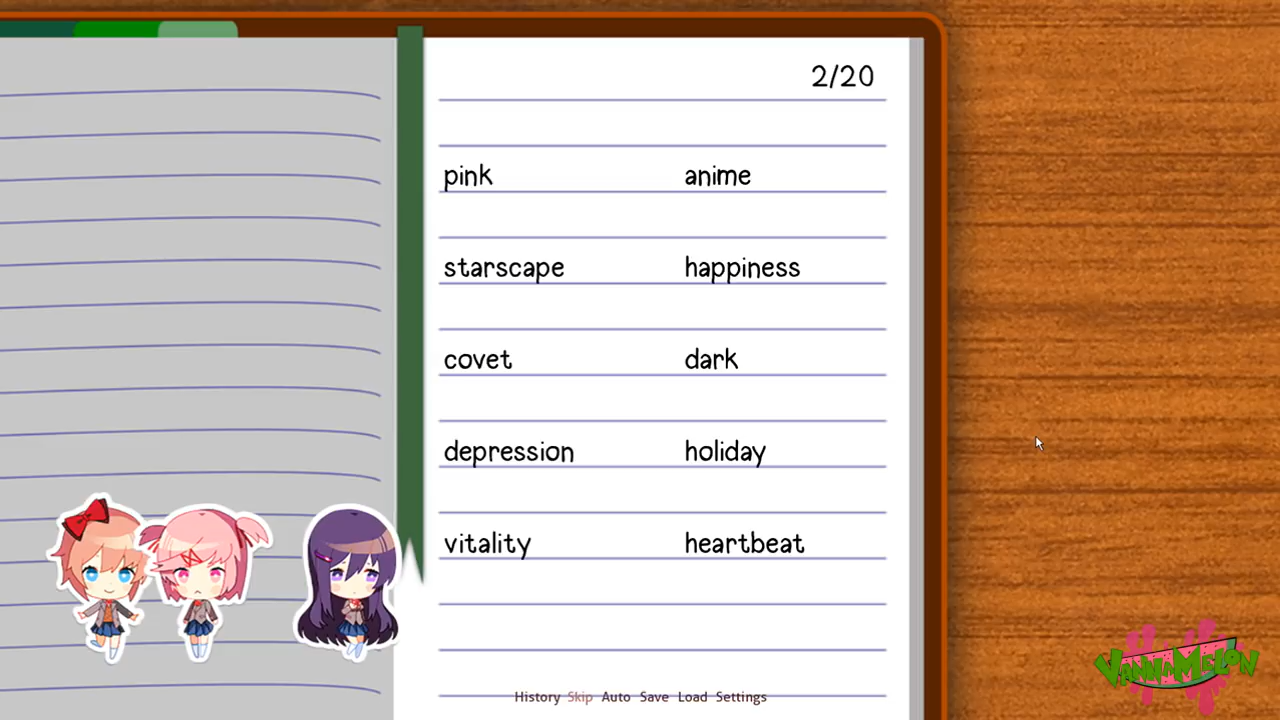 2/20
pink anime
starscape happiness
covet dark
depression holiday
vitality heartbeat
History Skip Auto Save Load Settings
VANNAMELON